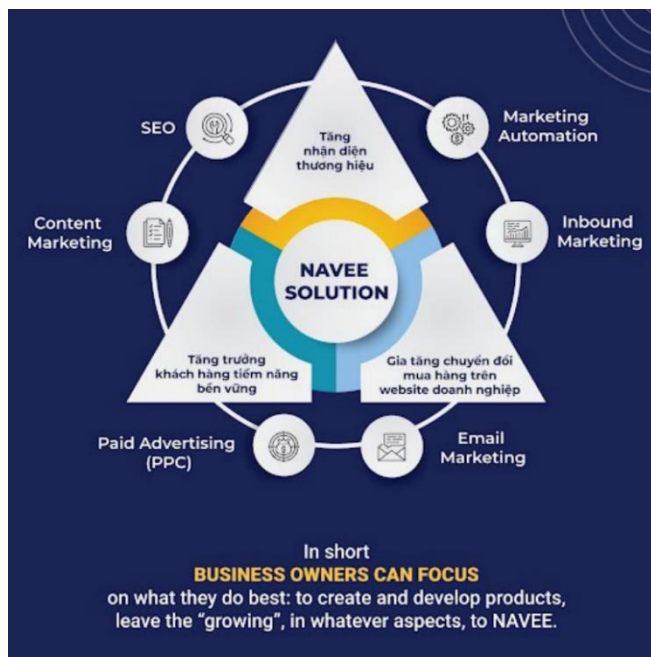 Tăng
nhận diện
thương hiệu
SEO
Marketing
Automation
Content
Marketing
Inbound
Marketing
NAVEE
SOLUTION
Tăng trưởng
khách hàng tiềm năng
bền vững
Gia tăng chuyển đổi
mua hàng trên
website doanh nghiệp
Paid Advertising
(PPC)
Email
Marketing
In short
BUSINESS OWNERS CAN FOCUS
on what they do best: to create and develop products,
leave the “growing”, in whatever aspects, to NAVEE.